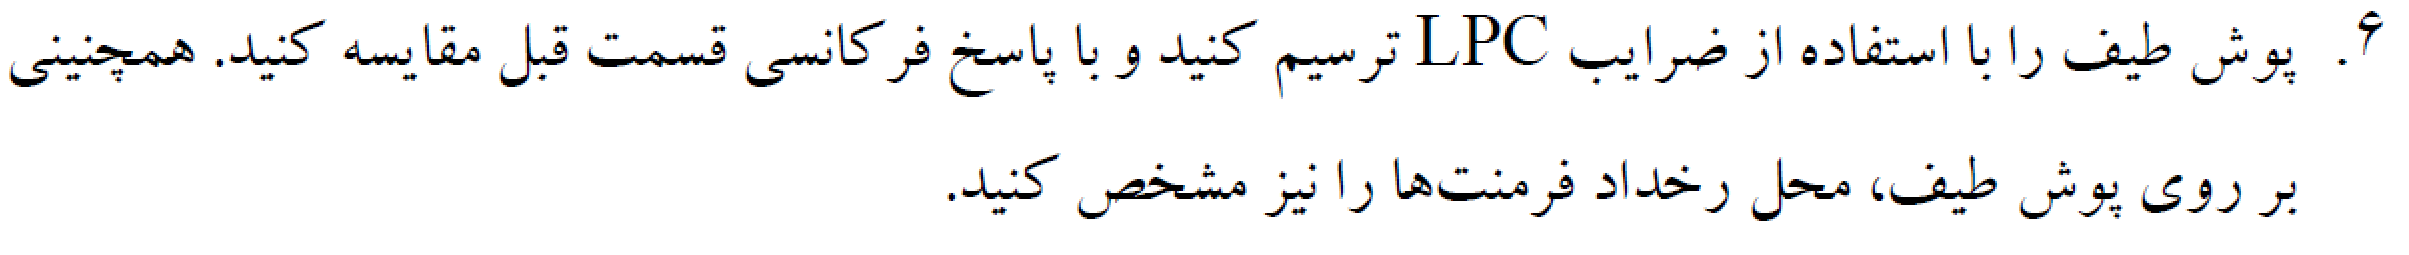 ۶. پوش طیف را با استفاده از ضرایب LPC ترسیم کنید و با پاسخ فرکانسی قسمت قبل مقایسه کنید. همچنینی
بر روی پوش طیف، محل رخداد فرمنت‌ها را نیز مشخص کنید.